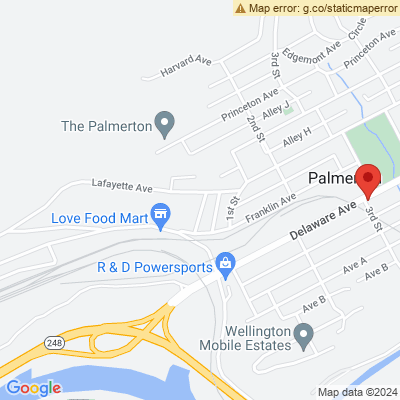 Map error: g.co/staticmaperror
Circle
Edgemont Ave
Princeton Ave
3rd St
Harvard Ave
Princeton Ave
Alley J
2nd St
Alley H
The Palmerton
Lafayette Ave
1st St
Franklin Ave
Love Food Mart
Delaware Ave
3rd St
R & D Powersports
Ave A
Ave B
Ave B
248
Wellington
Mobile Estates
Google
Map data ©2024